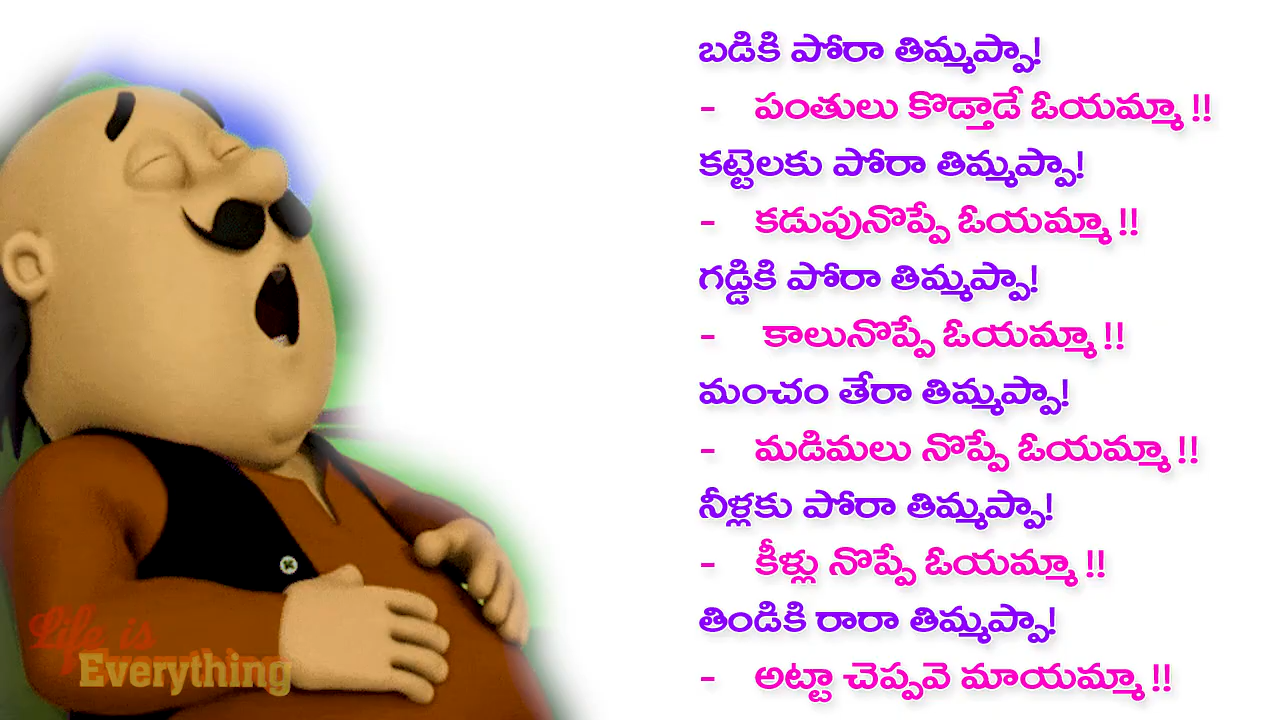 బడికి పోరా తిమ్మప్పా!
-    పంతులు కొడ్తాడే ఓయమ్మా !!
కట్టెలకు పోరా తిమ్మప్పా!
-    కడుపునొప్పే ఓయమ్మా !!
గడ్డికి పోరా తిమ్మప్పా!
-    కాలునొప్పే ఓయమ్మా !!
మంచం తేరా తిమ్మప్పా!
-    మడిమలు నొప్పే ఓయమ్మా !!
నీళ్లకు పోరా తిమ్మప్పా!
-    కీళ్లు నొప్పే ఓయమ్మా !!
తిండికి రారా తిమ్మప్పా!
-    అట్టా చెప్పవె మాయమ్మా !!
Life is
Everything